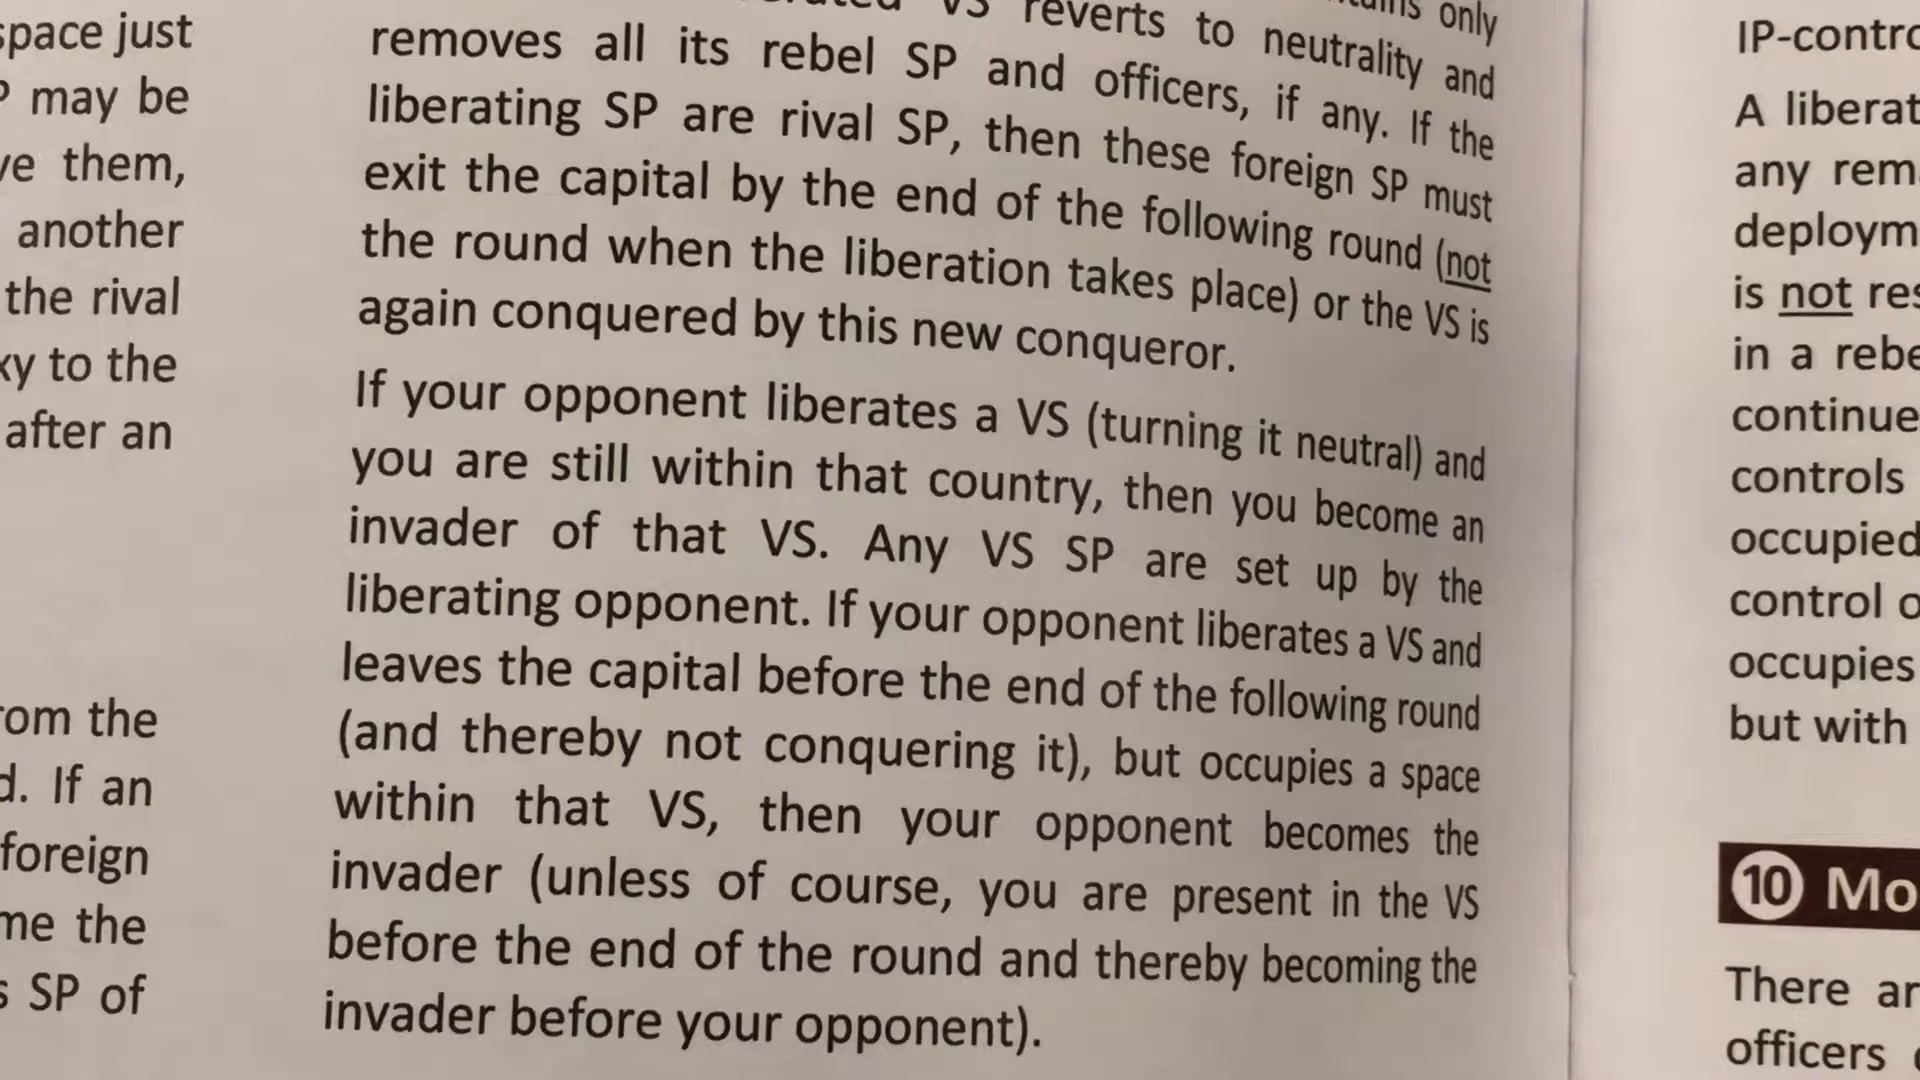 space just
may be
them,
another
the rival
to the
after an
from the
If an
foreign
the
SP of
VS reverts to neutrality and
only
removes all its rebel SP and officers, if any. If the
liberating SP are rival SP, then these foreign SP must
exit the capital by the end of the following round (not
the round when the liberation takes place) or the VS is
again conquered by this new conqueror.
If your opponent liberates a VS (turning it neutral) and
you are still within that country, then you become an
invader of that VS. Any VS SP are set up by the
liberating opponent. If your opponent liberates a VS and
leaves the capital before the end of the following round
(and thereby not conquering it), but occupies a space
within that VS, then your opponent becomes the
invader (unless of course, you are present in the VS
before the end of the round and thereby becoming the
invader before your opponent).
IP-contro
A liberat
any rem
deploym
is not res
in a rebe
continue
controls
occupied
control o
occupies
but with
10 Mo
There ar
officers